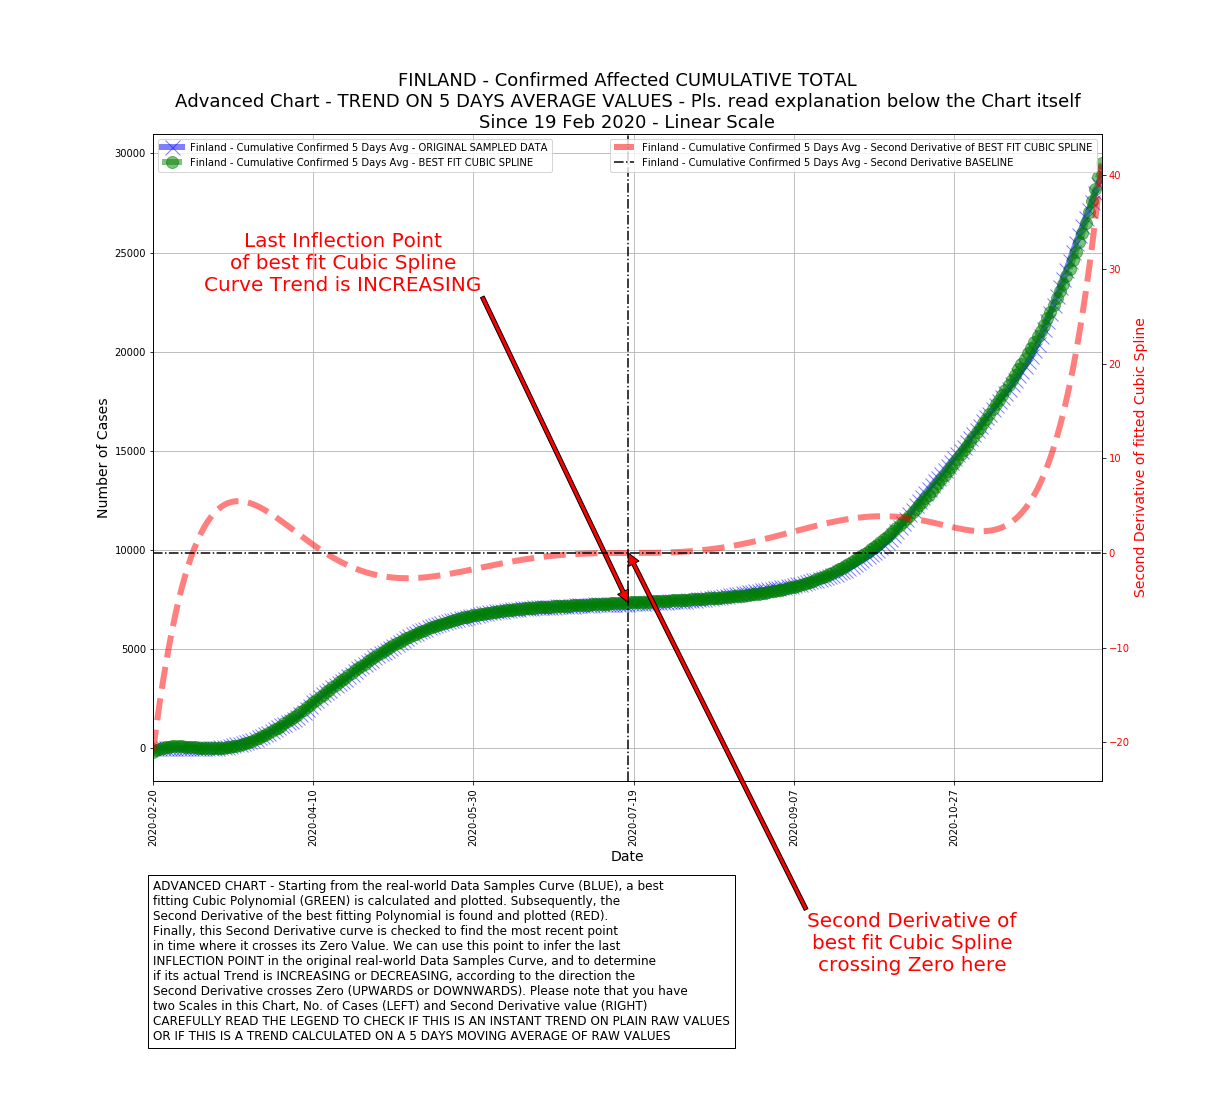 FINLAND - Confirmed Affected CUMULATIVE TOTAL
Advanced Chart - TREND ON 5 DAYS AVERAGE VALUES - Pls. read explanation below the Chart itself
Since 19 Feb 2020 - Linear Scale
Finland - Cumulative Confirmed 5 Days Avg - ORIGINAL SAMPLED DATA
Finland - Cumulative Confirmed 5 Days Avg - BEST FIT CUBIC SPLINE
Finland - Cumulative Confirmed 5 Days Avg - Second Derivative of BEST FIT CUBIC SPLINE
Finland - Cumulative Confirmed 5 Days Avg - Second Derivative BASELINE
Last Inflection Point
of best fit Cubic Spline
Curve Trend is INCREASING
Number of Cases
30000
25000
20000
15000
10000
5000
0
40
30
20
10
0
−10
−20
Second Derivative of fitted Cubic Spline
2020-02-20
2020-04-10
2020-05-30
2020-07-19
2020-09-07
2020-10-27
Date
Second Derivative of
best fit Cubic Spline
crossing Zero here
ADVANCED CHART - Starting from the real-world Data Samples Curve (BLUE), a best
fitting Cubic Polynomial (GREEN) is calculated and plotted. Subsequently, the
Second Derivative of the best fitting Polynomial is found and plotted (RED).
Finally, this Second Derivative curve is checked to find the most recent point
in time where it crosses its Zero Value. We can use this point to infer the last
INFLECTION POINT in the original real-world Data Samples Curve, and to determine
if its actual Trend is INCREASING or DECREASING, according to the direction the
Second Derivative crosses Zero (UPWARDS or DOWNWARDS). Please note that you have
two Scales in this Chart, No. of Cases (LEFT) and Second Derivative value (RIGHT)
CAREFULLY READ THE LEGEND TO CHECK IF THIS IS AN INSTANT TREND ON PLAIN RAW VALUES
OR IF THIS IS A TREND CALCULATED ON A 5 DAYS MOVING AVERAGE OF RAW VALUES